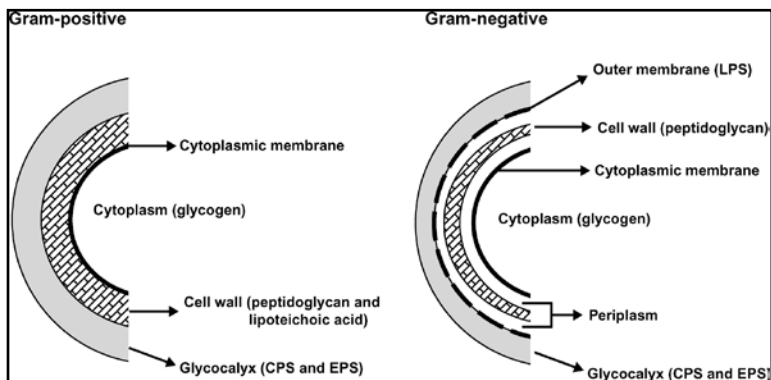 Gram-positive
Cytoplasmic membrane
Cytoplasm (glycogen)
Cell wall (peptidoglycan and
lipoteichoic acid)
Glycocalyx (CPS and EPS)
Gram-negative
Outer membrane (LPS)
Cell wall (peptidoglycan)
Cytoplasmic membrane
Cytoplasm (glycogen)
Periplasm
Glycocalyx (CPS and EPS)